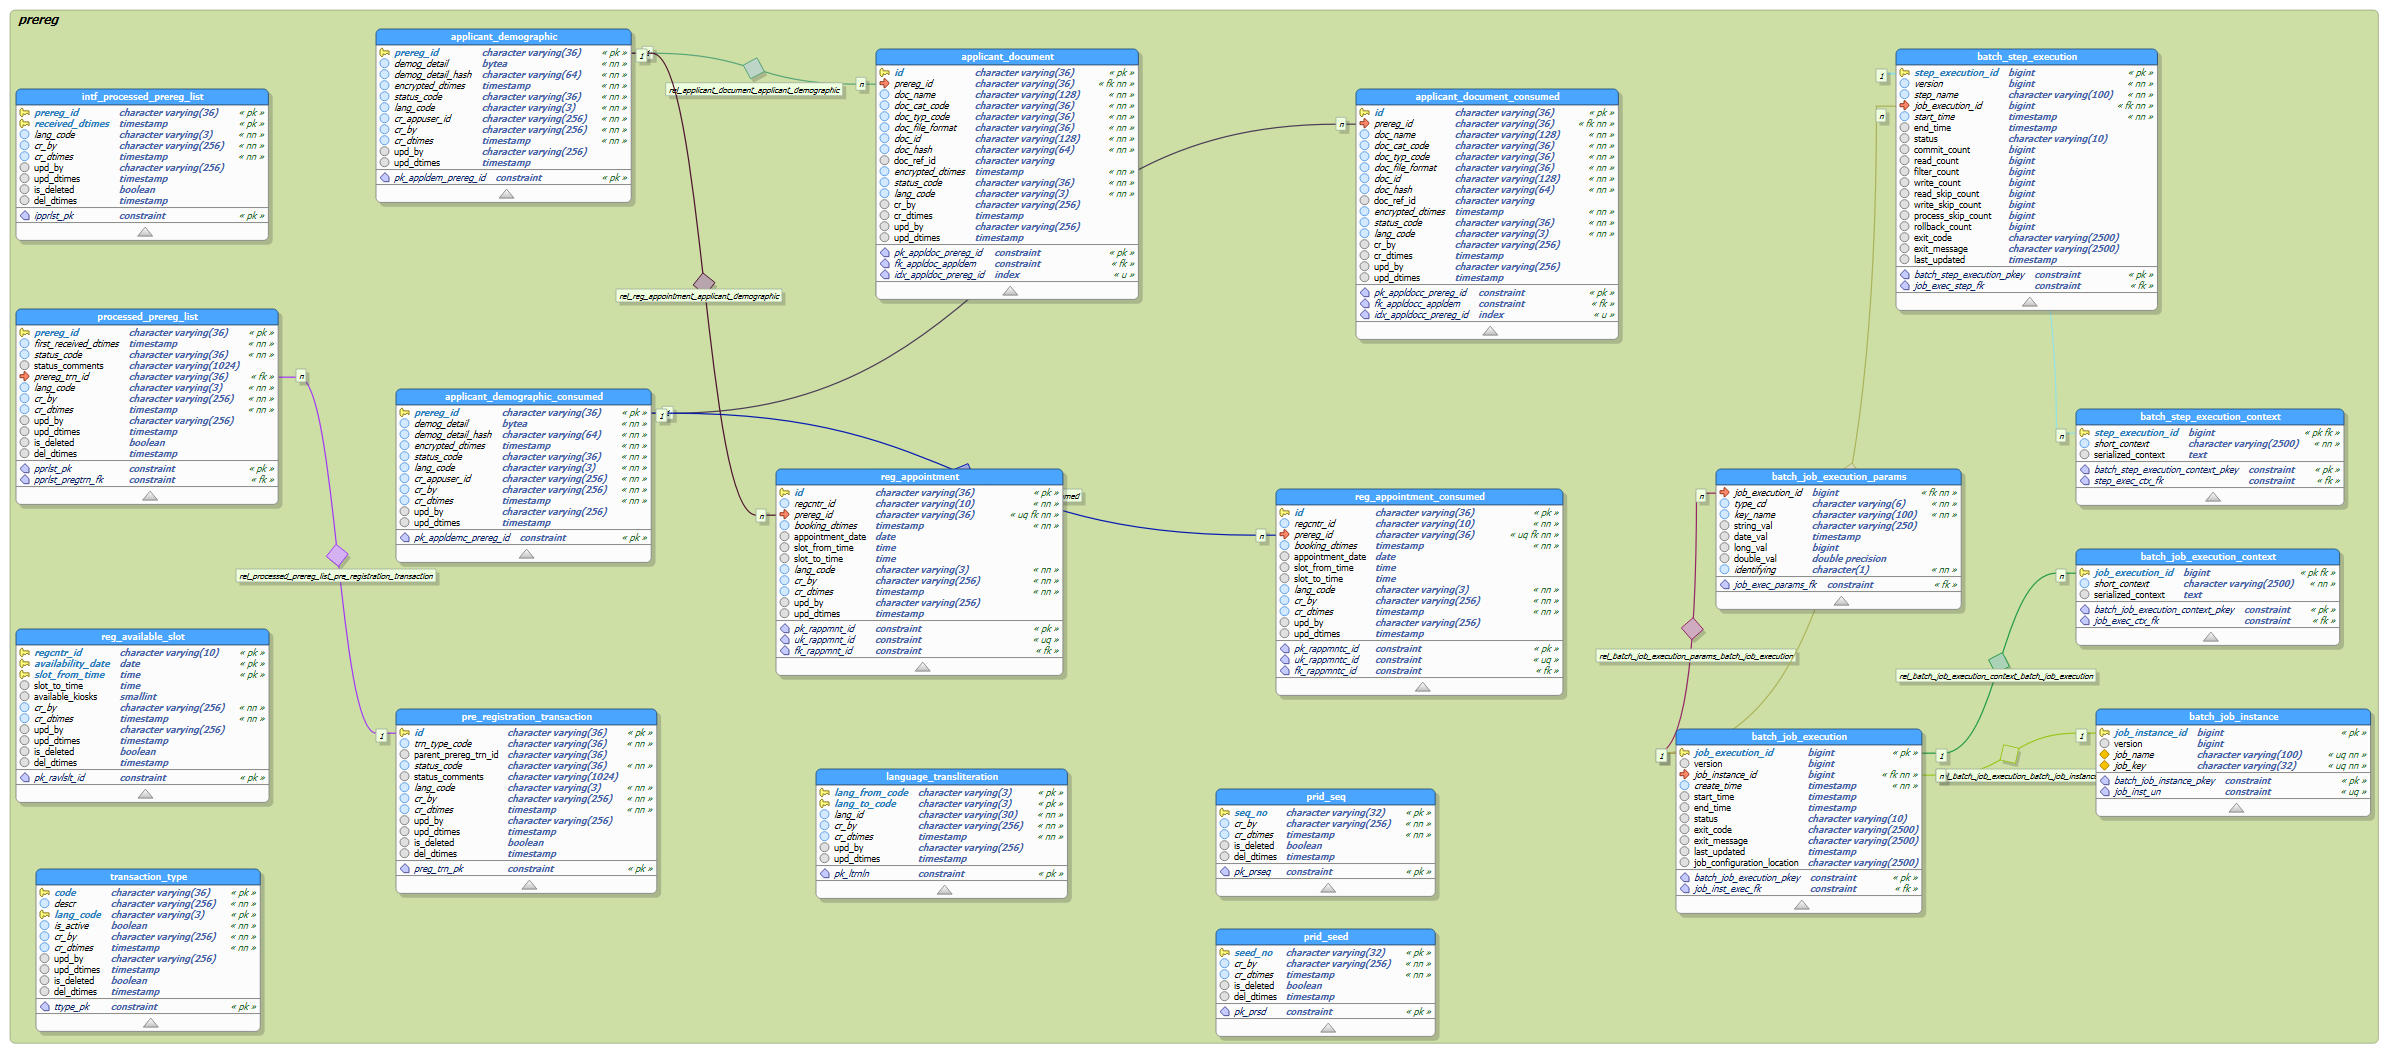 prereg
applicant_demographic
prereg_id character varying(36) « pk »
demog_detail bytea « nn »
demog_detail_hash character varying(64) « nn »
encrypted_dtimes timestamp « nn »
status_code character varying(36) « nn »
lang_code character varying(3) « nn »
cr_appuser_id character varying(256) « nn »
cr_by character varying(256) « nn »
cr_dtimes timestamp « nn »
upd_by character varying(256)
upd_dtimes timestamp
pk_appldem_prereg_id constraint « pk »
1
rel_applicant_document_applicant_demographic
n
applicant_document
id character varying(36) « pk »
prereg_id character varying(36) « fk nn »
doc_name character varying(128) « nn »
doc_cat_code character varying(36) « nn »
doc_typ_code character varying(36) « nn »
doc_file_format character varying(36) « nn »
doc_id character varying(128) « nn »
doc_hash character varying(64) « nn »
doc_ref_id character varying
encrypted_dtimes timestamp « nn »
status_code character varying(36) « nn »
lang_code character varying(3) « nn »
cr_by character varying(256)
cr_dtimes timestamp
upd_by character varying(256)
upd_dtimes timestamp
pk_appldoc_prereg_id constraint « pk »
fk_appldoc_appldem constraint « fk »
idx_appldoc_prereg_id index « u »
n
applicant_document_consumed
id character varying(36) « pk »
prereg_id character varying(36) « fk nn »
doc_name character varying(128) « nn »
doc_cat_code character varying(36) « nn »
doc_typ_code character varying(36) « nn »
doc_file_format character varying(36) « nn »
doc_id character varying(128) « nn »
doc_hash character varying(64) « nn »
doc_ref_id character varying
encrypted_dtimes timestamp « nn »
status_code character varying(36) « nn »
lang_code character varying(3) « nn »
cr_by character varying(256)
cr_dtimes timestamp
upd_by character varying(256)
upd_dtimes timestamp
pk_appldocc_prereg_id constraint « pk »
fk_appldocc_appldem constraint « fk »
idx_appldocc_prereg_id index « u »
1
n
batch_step_execution
step_execution_id bigint « pk »
version bigint « nn »
step_name character varying(100) « nn »
job_execution_id bigint « fk nn »
start_time timestamp « nn »
end_time timestamp
status character varying(10)
commit_count bigint
read_count bigint
filter_count bigint
write_count bigint
read_skip_count bigint
write_skip_count bigint
process_skip_count bigint
rollback_count bigint
exit_code character varying(2500)
exit_message character varying(2500)
last_updated timestamp
batch_step_execution_pkey constraint « pk »
job_exec_step_fk constraint « fk »
intf_processed_prereg_list
prereg_id character varying(36) « pk »
received_dtimes timestamp « pk »
lang_code character varying(3) « nn »
cr_by character varying(256) « nn »
cr_dtimes timestamp « nn »
upd_by character varying(256)
upd_dtimes timestamp
is_deleted boolean
del_dtimes timestamp
ipprlst_pk constraint « pk »
rel_reg_appointment_applicant_demographic
processed_prereg_list
prereg_id character varying(36) « pk »
first_received_dtimes timestamp « nn »
status_code character varying(36) « nn »
status_comments character varying(1024)
prereg_trn_id character varying(36) « fk »
lang_code character varying(3) « nn »
cr_by character varying(256) « nn »
cr_dtimes timestamp « nn »
upd_by character varying(256)
upd_dtimes timestamp
is_deleted boolean
del_dtimes timestamp
pprlst_pk constraint « pk »
pprlst_pregtrn_fk constraint « fk »
n
rel_processed_prereg_list_pre_registration_transaction
applicant_demographic_consumed
prereg_id character varying(36) « pk »
demog_detail bytea « nn »
demog_detail_hash character varying(64) « nn »
encrypted_dtimes timestamp « nn »
status_code character varying(36) « nn »
lang_code character varying(3) « nn »
cr_appuser_id character varying(256) « nn »
cr_by character varying(256) « nn »
cr_dtimes timestamp « nn »
upd_by character varying(256)
upd_dtimes timestamp
pk_appldemc_prereg_id constraint « pk »
1
n
reg_appointment
id character varying(36) « pk »
regcntr_id character varying(10) « nn »
prereg_id character varying(36) « uq fk nn »
booking_dtimes timestamp « nn »
appointment_date date
slot_from_time time
slot_to_time time
lang_code character varying(3) « nn »
cr_by character varying(256) « nn »
cr_dtimes timestamp « nn »
upd_by character varying(256)
upd_dtimes timestamp
pk_rappmnt_id constraint « pk »
uk_rappmnt_id constraint « uq »
fk_rappmnt_id constraint « fk »
med
n
reg_appointment_consumed
id character varying(36) « pk »
regcntr_id character varying(10) « nn »
prereg_id character varying(36) « uq fk nn »
booking_dtimes timestamp « nn »
appointment_date date
slot_from_time time
slot_to_time time
lang_code character varying(3) « nn »
cr_by character varying(256) « nn »
cr_dtimes timestamp « nn »
upd_by character varying(256)
upd_dtimes timestamp
pk_rappmntc_id constraint « pk »
uk_rappmntc_id constraint « uq »
fk_rappmntc_id constraint « fk »
n
batch_job_execution_params
job_execution_id bigint « fk nn »
type_cd character varying(6) « nn »
key_name character varying(100) « nn »
string_val character varying(250)
date_val timestamp
long_val bigint
double_val double precision
identifying character(1) « nn »
job_exec_params_fk constraint « fk »
rel_batch_job_execution_params_batch_job_execution
n
batch_step_execution_context
step_execution_id bigint « pk fk »
short_context character varying(2500) « nn »
serialized_context text
batch_step_execution_context_pkey constraint « pk »
step_exec_ctx_fk constraint « fk »
n
batch_job_execution_context
job_execution_id bigint « pk fk »
short_context character varying(2500) « nn »
serialized_context text
batch_job_execution_context_pkey constraint « pk »
job_exec_ctx_fk constraint « fk »
rel_batch_job_execution_context_batch_job_execution
reg_available_slot
regcntr_id character varying(10) « pk »
availability_date date « pk »
slot_from_time time « pk »
slot_to_time time
available_kiosks smallint
cr_by character varying(256) « nn »
cr_dtimes timestamp « nn »
upd_by character varying(256)
upd_dtimes timestamp
is_deleted boolean
del_dtimes timestamp
pk_ravlslt_id constraint « pk »
1
pre_registration_transaction
id character varying(36) « pk »
trn_type_code character varying(36) « nn »
parent_prereg_trn_id character varying(36)
status_code character varying(36) « nn »
status_comments character varying(1024)
lang_code character varying(3) « nn »
cr_by character varying(256) « nn »
cr_dtimes timestamp « nn »
upd_by character varying(256)
upd_dtimes timestamp
is_deleted boolean
del_dtimes timestamp
preg_trn_pk constraint « pk »
language_transliteration
lang_from_code character varying(3) « pk »
lang_to_code character varying(3) « pk »
lang_id character varying(30) « nn »
cr_by character varying(256) « nn »
cr_dtimes timestamp « nn »
upd_by character varying(256)
upd_dtimes timestamp
pk_ltrnln constraint « pk »
prid_seq
seq_no character varying(32) « pk »
cr_by character varying(256) « nn »
cr_dtimes timestamp « nn »
is_deleted boolean
del_dtimes timestamp
pk_prseq constraint « pk »
1
batch_job_execution
job_execution_id bigint « pk »
version bigint
job_instance_id bigint « fk nn »
create_time timestamp « nn »
start_time timestamp
end_time timestamp
status character varying(10)
exit_code character varying(2500)
exit_message character varying(2500)
last_updated timestamp
job_configuration_location character varying(2500)
batch_job_execution_pkey constraint « pk »
job_inst_exec_fk constraint « fk »
1
n
l_batch_job_execution_batch_job_instanc
1
batch_job_instance
job_instance_id bigint « pk »
version bigint
job_name character varying(100) « uq nn »
job_key character varying(32) « uq nn »
batch_job_instance_pkey constraint « pk »
job_inst_un constraint « uq »
transaction_type
code character varying(36) « pk »
descr character varying(256) « nn »
lang_code character varying(3) « pk »
is_active boolean « nn »
cr_by character varying(256) « nn »
cr_dtimes timestamp « nn »
upd_by character varying(256)
upd_dtimes timestamp
is_deleted boolean
del_dtimes timestamp
ttype_pk constraint « pk »
prid_seed
seed_no character varying(32) « pk »
cr_by character varying(256) « nn »
cr_dtimes timestamp « nn »
is_deleted boolean
del_dtimes timestamp
pk_prsd constraint « pk »